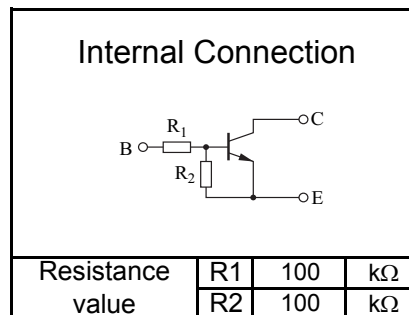 Internal Connection
C
R1
B
R2
E
Resistance value R1 100 kΩ
R2 100 kΩ